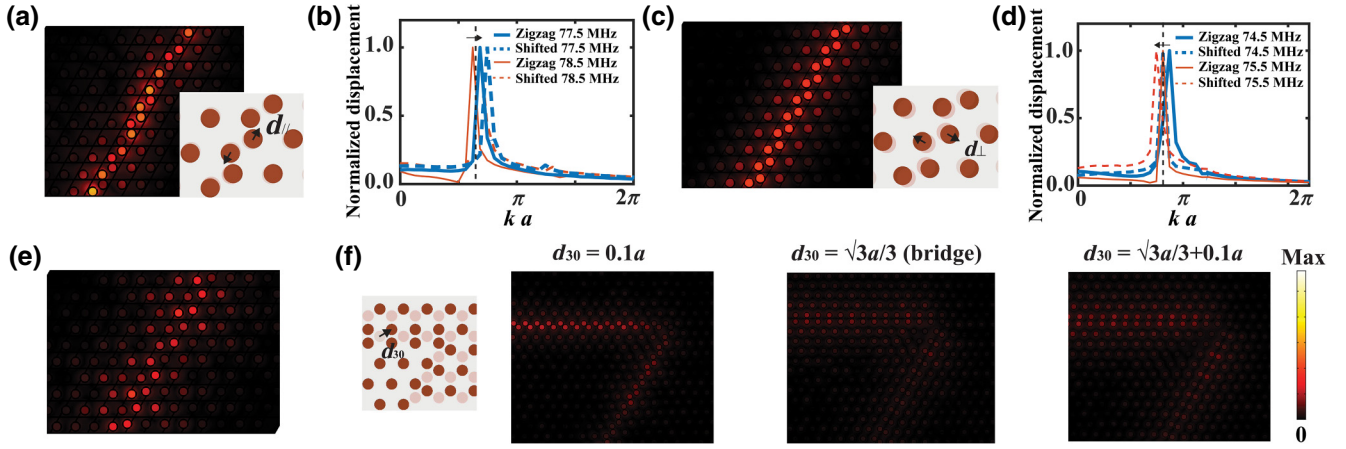 (a)
d//
(b)
Normalized displacement
1.0
0.5
0.0
Zigzag 77.5 MHz
Shifted 77.5 MHz
Zigzag 78.5 MHz
Shifted 78.5 MHz
0
π
2π
k a
(c)
d⊥
(d)
Normalized displacement
1.0
0.5
0.0
Zigzag 74.5 MHz
Shifted 74.5 MHz
Zigzag 75.5 MHz
Shifted 75.5 MHz
0
π
2π
k a
(e)
(f)
d30
d30 = 0.1a
d30 = √3a/3 (bridge)
d30 = √3a/3+0.1a
Max
0